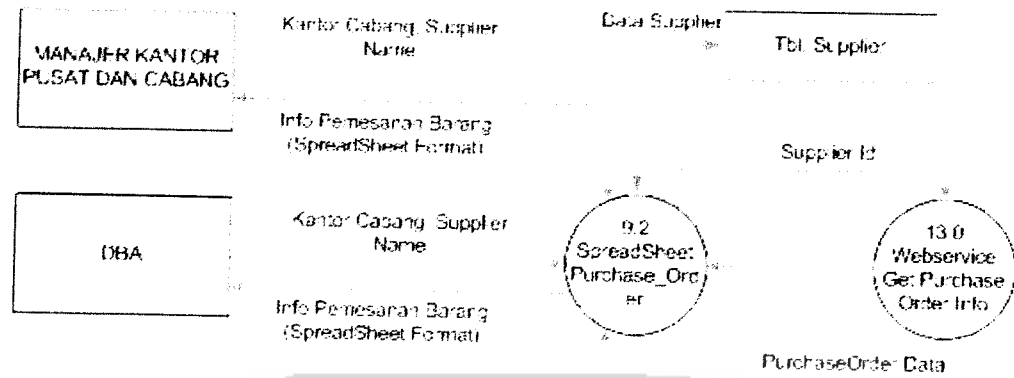 MANAJER KANTOR
PUSAT DAN CABANG
Kantor Cabang, Supplier
Name
Data Supplier
Tbl. Supplier
Info Pemesanan Barang
(SpreadSheet Format)
Supplier Id
DBA
Kantor Cabang, Supplier
Name
9.2
SpreadSheet
Purchase_Ord
er
13.0
Webservice
Get Purchase
Order Info
Info Pemesanan Barang
(SpreadSheet Format)
PurchaseOrder Data